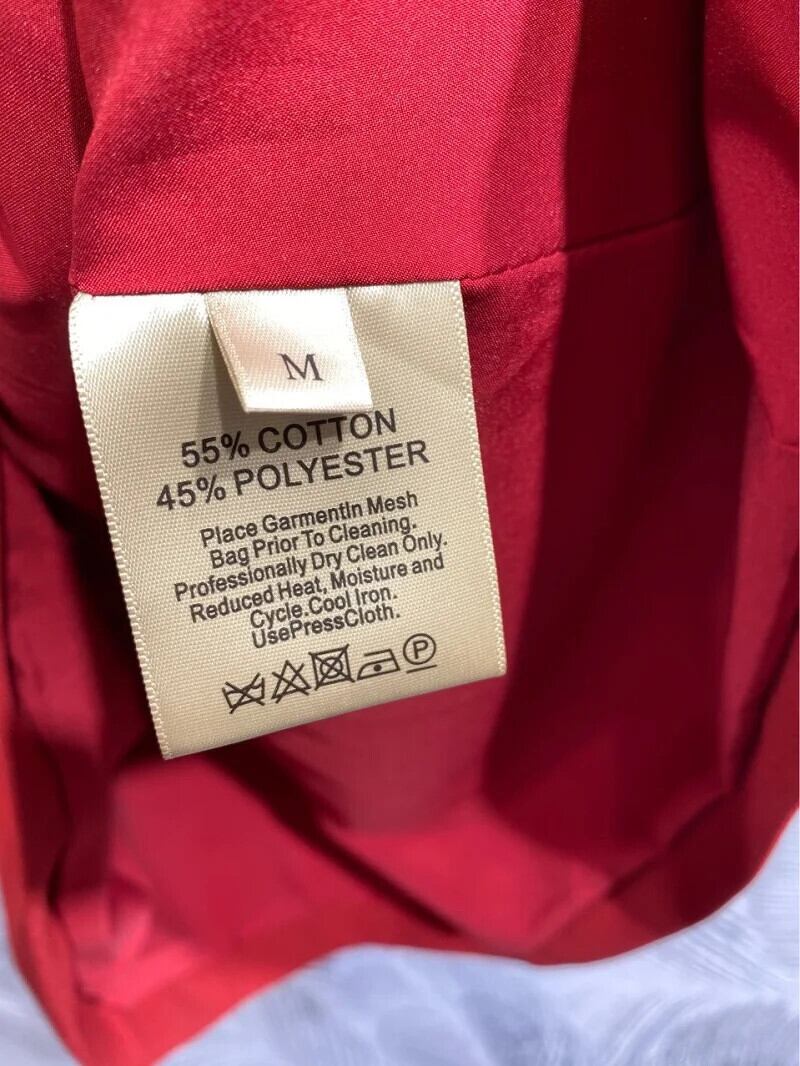 M
55% COTTON
45% POLYESTER
Place GarmentIn Mesh
Bag Prior To Cleaning.
Professionally Dry Clean Only.
Reduced Heat, Moisture and
Cycle.Cool Iron.
UsePressCloth.
P